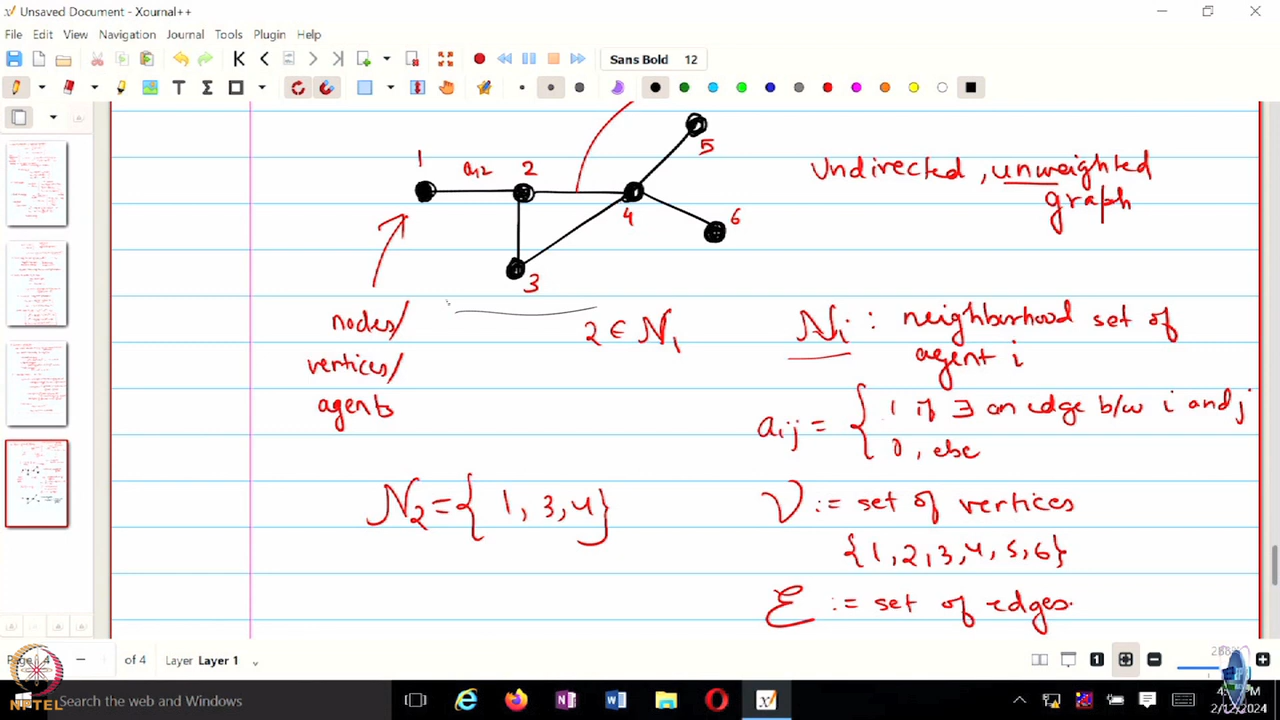 Unsaved Document - Xournal++
File Edit View Navigation Journal Tools Plugin Help
Sans Bold 12
5
1 a12 2
4
6
3
Undirected, unweighted
graph
nodes/
vertices/
agents
2 ∈ N1
Ni : neighborhood set of
agent i
aij = { 1 if ∃ an edge b/w i and j
0, else
N2 = { 1, 3, 4 }
V := set of vertices
{1, 2, 3, 4, 5, 6}
E := set of edges.
of 4 Layer Layer 1
NPTEL
Search the web and Windows
2/12/2024